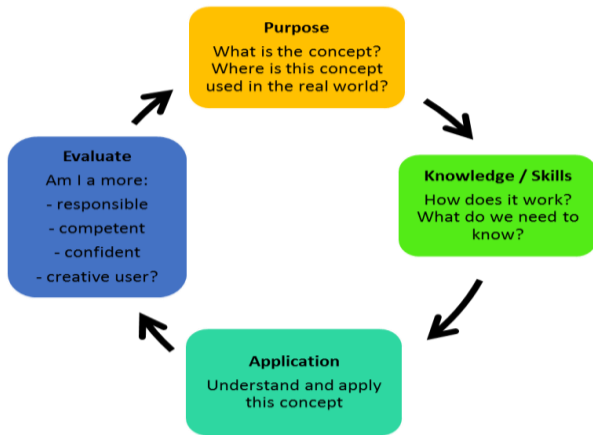 Purpose
What is the concept?
Where is this concept
used in the real world?
Knowledge / Skills
How does it work?
What do we need to
know?
Application
Understand and apply
this concept
Evaluate
Am I a more:
- responsible
- competent
- confident
- creative user?